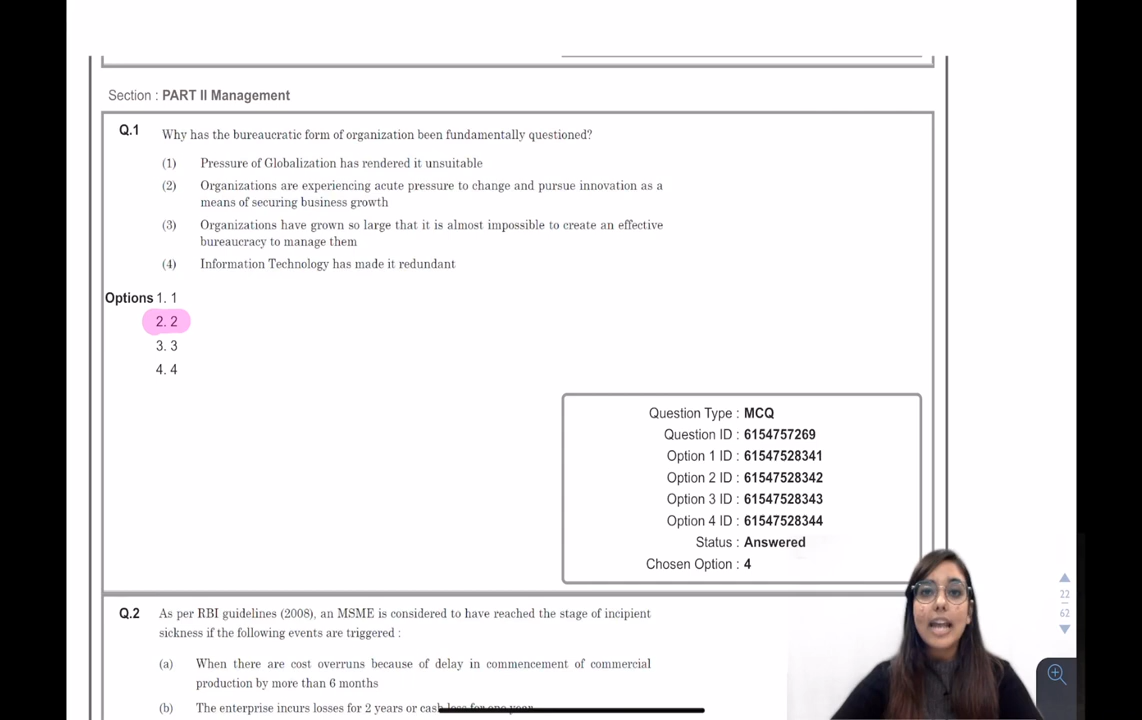 Section : PART II Management
Q.1 Why has the bureaucratic form of organization been fundamentally questioned?
(1) Pressure of Globalization has rendered it unsuitable
(2) Organizations are experiencing acute pressure to change and pursue innovation as a
means of securing business growth
(3) Organizations have grown so large that it is almost impossible to create an effective
bureaucracy to manage them
(4) Information Technology has made it redundant
Options 1. 1
2. 2
3. 3
4. 4
Question Type : MCQ
Question ID : 6154757269
Option 1 ID : 61547528341
Option 2 ID : 61547528342
Option 3 ID : 61547528343
Option 4 ID : 61547528344
Status : Answered
Chosen Option : 4
Q.2 As per RBI guidelines (2008), an MSME is considered to have reached the stage of incipient
sickness if the following events are triggered :
(a) When there are cost overruns because of delay in commencement of commercial
production by more than 6 months
(b) The enterprise incurs losses for 2 years or cash loss for one year
22
62